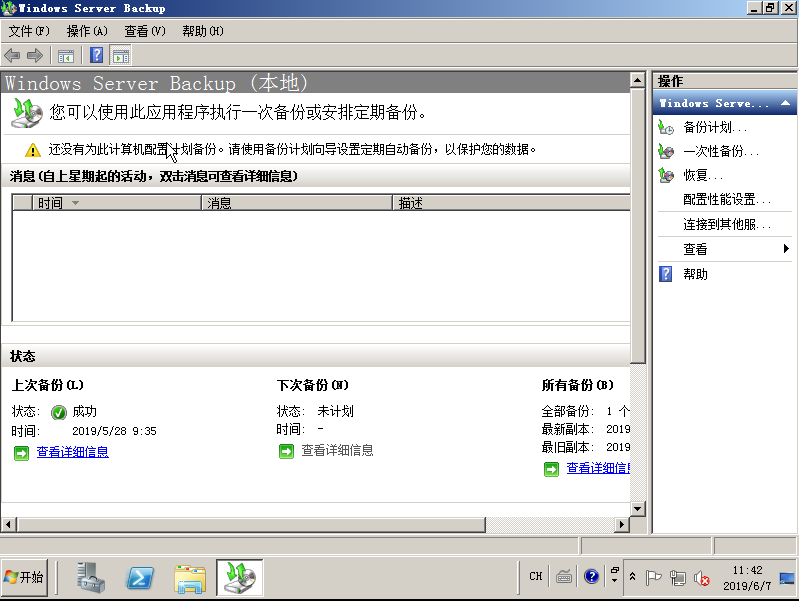 Windows Server Backup
文件(F) 操作(A) 查看(V) 帮助(H)
Windows Server Backup (本地)
您可以使用此应用程序执行一次备份或安排定期备份。
还没有为此计算机配置计划备份。请使用备份计划向导设置定期自动备份，以保护您的数据。
消息(自上星期起的活动，双击消息可查看详细信息)
时间 消息 描述
状态
上次备份(L)
状态: 成功
时间: 2019/5/28 9:35
查看详细信息
下次备份(N)
状态: 未计划
时间: -
查看详细信息
所有备份(B)
全部备份: 1 个
最新副本: 2019
最旧副本: 2019
查看详细信息
操作
Windows Serve...
备份计划...
一次性备份...
恢复...
配置性能设置...
连接到其他服...
查看
帮助
开始
CH
11:42
2019/6/7